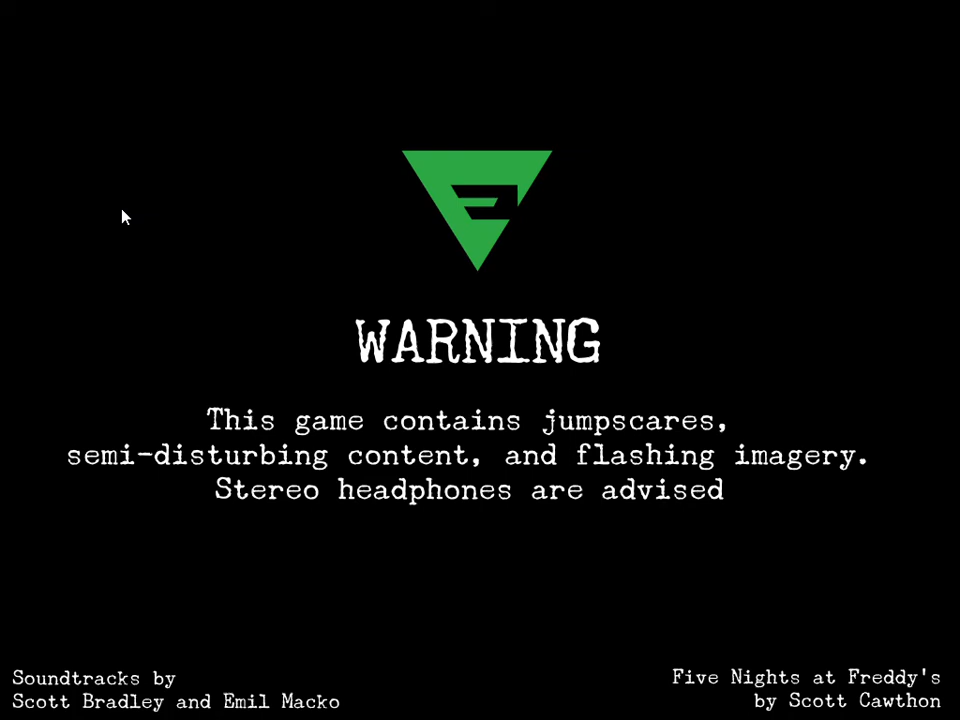 WARNING
This game contains jumpscares,
semi-disturbing content, and flashing imagery.
Stereo headphones are advised
Soundtracks by
Scott Bradley and Emil Macko
Five Nights at Freddy's
by Scott Cawthon